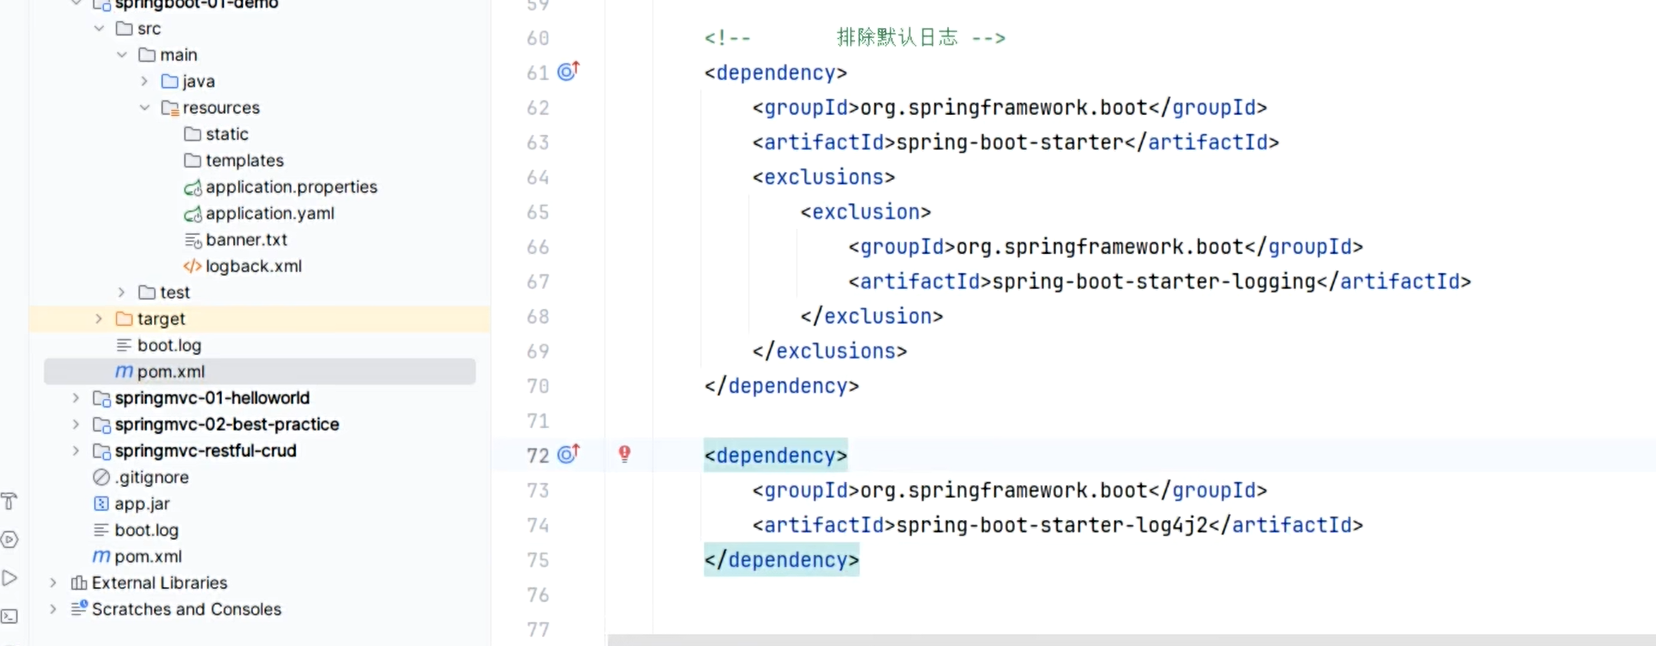 springboot-01-demo
src
main
java
resources
static
templates
application.properties
application.yaml
banner.txt
logback.xml
test
target
boot.log
pom.xml
springmvc-01-helloworld
springmvc-02-best-practice
springmvc-restful-crud
.gitignore
app.jar
boot.log
pom.xml
External Libraries
Scratches and Consoles
59
60 <!-- 排除默认日志 -->
61 <dependency>
62 <groupId>org.springframework.boot</groupId>
63 <artifactId>spring-boot-starter</artifactId>
64 <exclusions>
65 <exclusion>
66 <groupId>org.springframework.boot</groupId>
67 <artifactId>spring-boot-starter-logging</artifactId>
68 </exclusion>
69 </exclusions>
70 </dependency>
71
72 <dependency>
73 <groupId>org.springframework.boot</groupId>
74 <artifactId>spring-boot-starter-log4j2</artifactId>
75 </dependency>
76
77